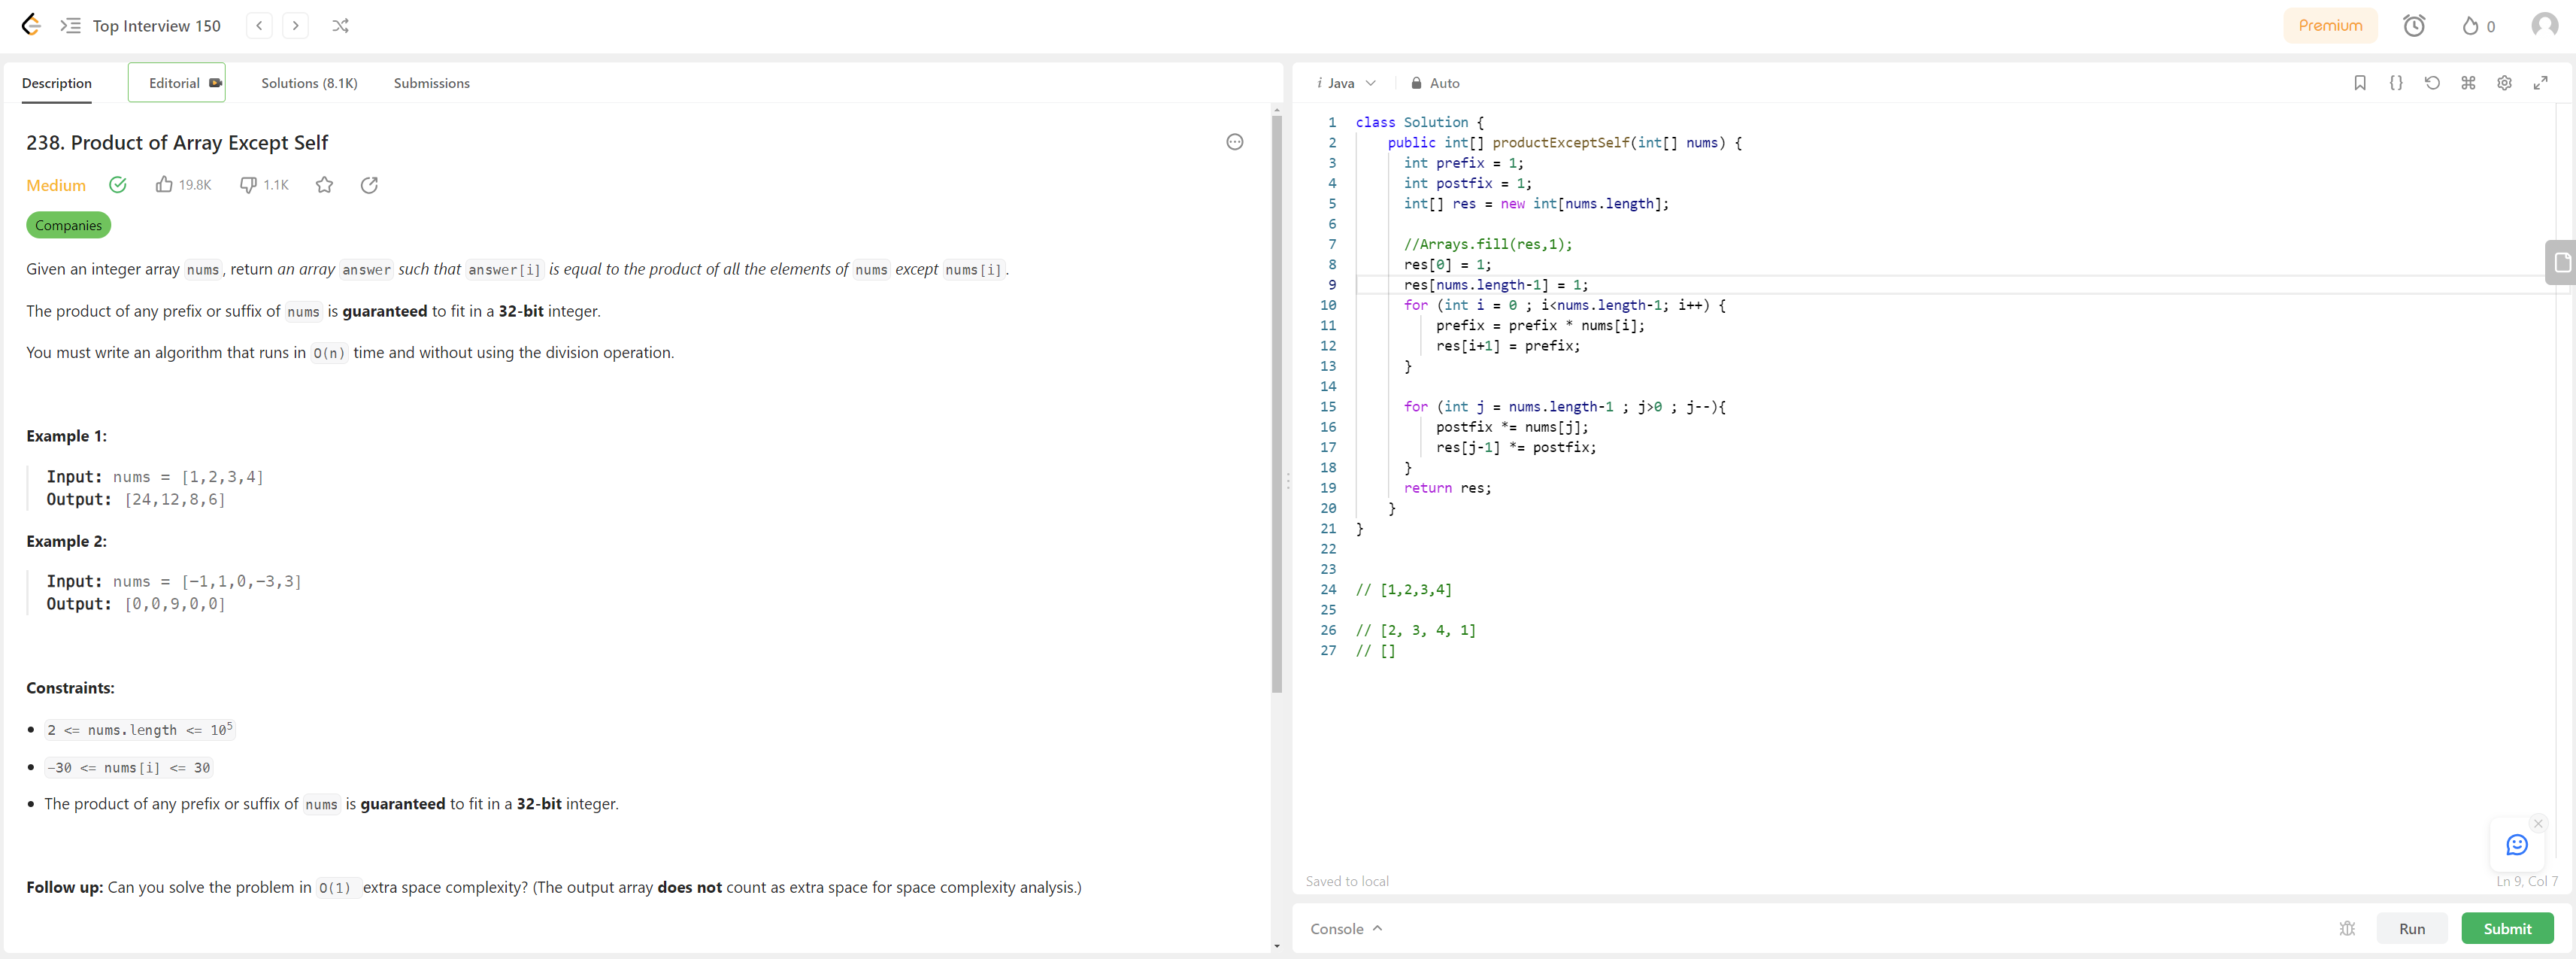 Top Interview 150
Premium
0
Description
Editorial
Solutions (8.1K)
Submissions
238. Product of Array Except Self
Medium
19.8K
1.1K
Companies
Given an integer array nums, return an array answer such that answer[i] is equal to the product of all the elements of nums except nums[i].
The product of any prefix or suffix of nums is guaranteed to fit in a 32-bit integer.
You must write an algorithm that runs in O(n) time and without using the division operation.
Example 1:
Input: nums = [1,2,3,4]
Output: [24,12,8,6]
Example 2:
Input: nums = [-1,1,0,-3,3]
Output: [0,0,9,0,0]
Constraints:
• 2 <= nums.length <= 10⁵
• -30 <= nums[i] <= 30
• The product of any prefix or suffix of nums is guaranteed to fit in a 32-bit integer.
Follow up: Can you solve the problem in O(1) extra space complexity? (The output array does not count as extra space for space complexity analysis.)
i Java
Auto
1 class Solution {
2     public int[] productExceptSelf(int[] nums) {
3       int prefix = 1;
4       int postfix = 1;
5       int[] res = new int[nums.length];
6
7       //Arrays.fill(res,1);
8       res[0] = 1;
9       res[nums.length-1] = 1;
10       for (int i = 0 ; i<nums.length-1; i++) {
11           prefix = prefix * nums[i];
12           res[i+1] = prefix;
13       }
14
15       for (int j = nums.length-1 ; j>0 ; j--){
16           postfix *= nums[j];
17           res[j-1] *= postfix;
18       }
19       return res;
20     }
21 }
22
23
24 // [1,2,3,4]
25
26 // [2, 3, 4, 1]
27 // []
Saved to local
Ln 9, Col 7
Console
Run
Submit